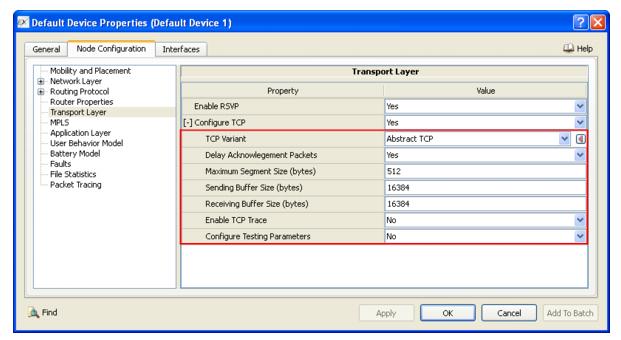 Default Device Properties (Default Device 1)
General Node Configuration Interfaces Help
Mobility and Placement
Network Layer
Routing Protocol
Router Properties
Transport Layer
MPLS
Application Layer
User Behavior Model
Battery Model
Faults
File Statistics
Packet Tracing
Transport Layer
Property Value
Enable RSVP Yes
[-] Configure TCP Yes
TCP Variant Abstract TCP
Delay Acknowlegement Packets Yes
Maximum Segment Size (bytes) 512
Sending Buffer Size (bytes) 16384
Receiving Buffer Size (bytes) 16384
Enable TCP Trace No
Configure Testing Parameters No
Find Apply OK Cancel Add To Batch